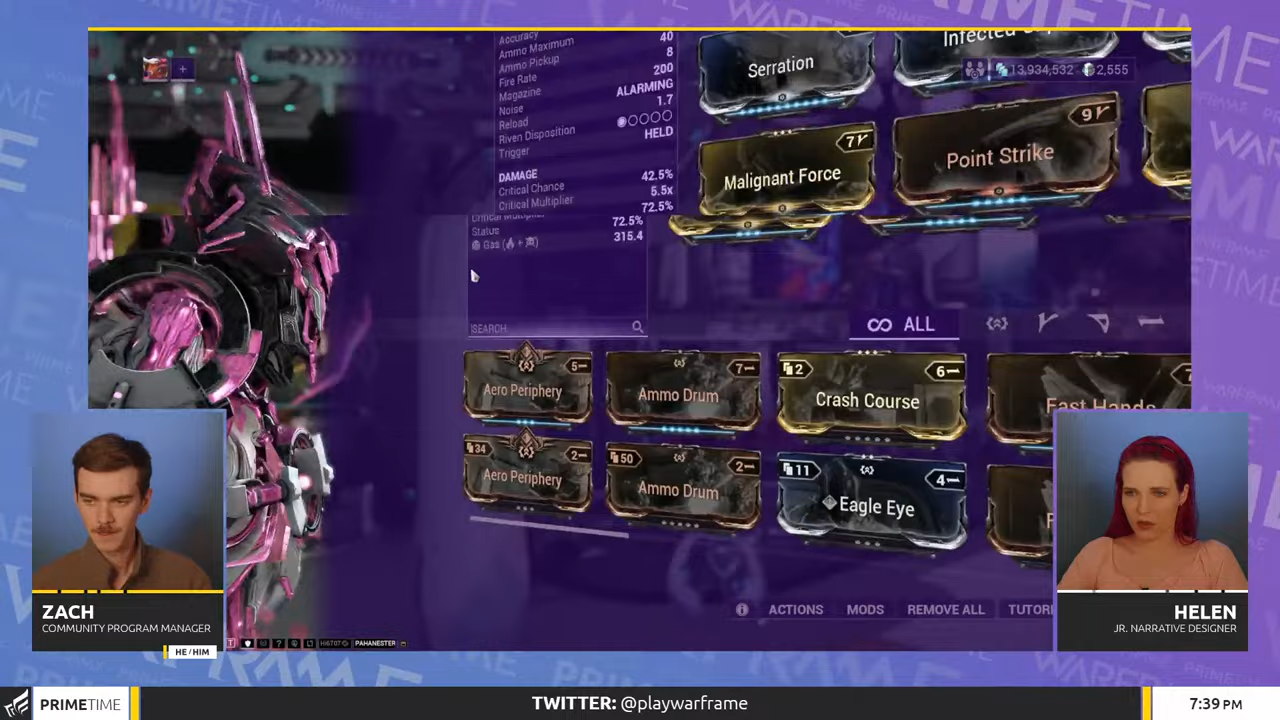 Accuracy 40
Ammo Maximum 8
Ammo Pickup
Fire Rate 200
Magazine ALARMING
Noise 1.7
Reload
Riven Disposition HELD
Trigger
DAMAGE 42.5%
Critical Chance 5.5x
Critical Multiplier 72.5%
Status 72.5%
Gas ( + ) 315.4
SEARCH
Serration
13,934,532 2,555
Malignant Force 7
Point Strike 9
∞ ALL
Aero Periphery 5
Ammo Drum 7
2 Crash Course 6
Fast Hands
34 Aero Periphery 2
50 Ammo Drum 2
11 Eagle Eye 4
ACTIONS MODS REMOVE ALL
PAHANESTER
ZACH
COMMUNITY PROGRAM MANAGER
HE/HIM
HELEN
JR. NARRATIVE DESIGNER
PRIMETIME
TWITTER: @playwarframe
7:39 PM